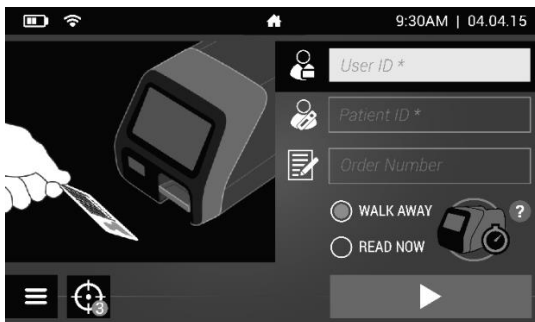 9:30AM | 04.04.15
User ID *
Patient ID *
Order Number
WALK AWAY
?
READ NOW
3